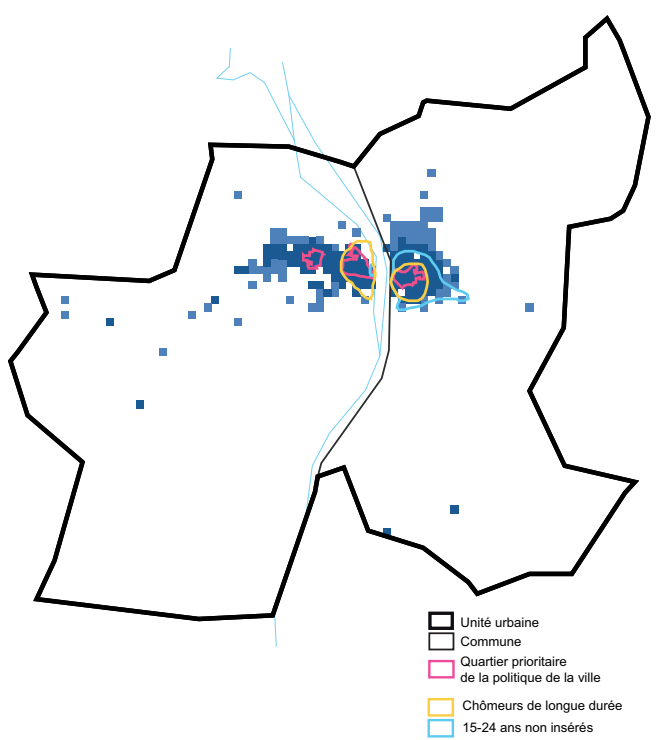 Unité urbaine
Commune
Quartier prioritaire
de la politique de la ville
Chômeurs de longue durée
15-24 ans non insérés